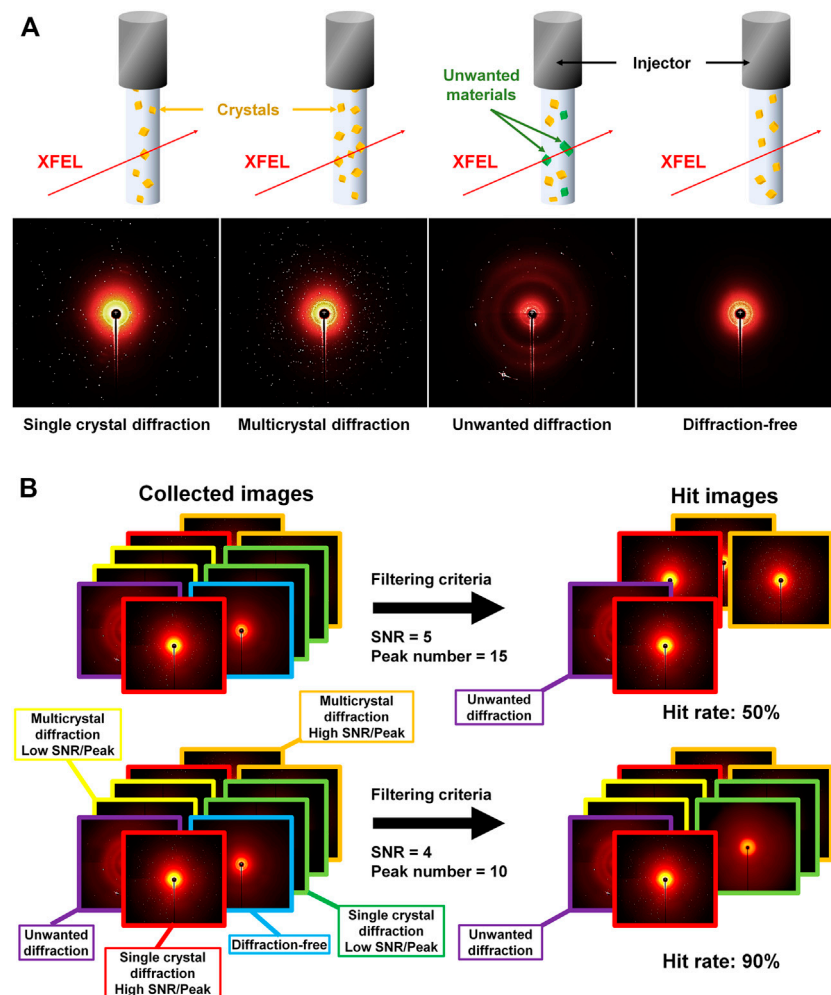 A
Unwanted
materials
Injector
Crystals
XFEL
XFEL
XFEL
XFEL
Single crystal diffraction
Multicrystal diffraction
Unwanted diffraction
Diffraction-free
B
Collected images
Hit images
Filtering criteria
SNR = 5
Peak number = 15
Unwanted
diffraction
Hit rate: 50%
Multicrystal
diffraction
Low SNR/Peak
Multicrystal
diffraction
High SNR/Peak
Filtering criteria
SNR = 4
Peak number = 10
Unwanted
diffraction
Single crystal
diffraction
High SNR/Peak
Diffraction-free
Single crystal
diffraction
Low SNR/Peak
Unwanted
diffraction
Hit rate: 90%